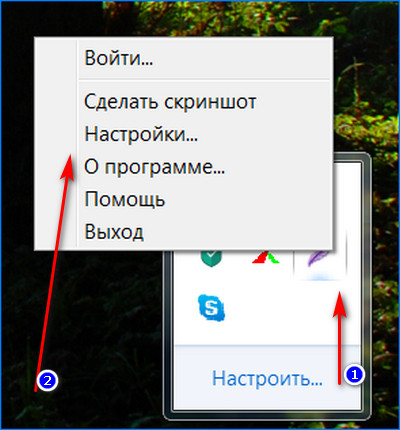 Войти...
Сделать скриншот
Настройки...
О программе...
Помощь
Выход
Настроить...
2
1